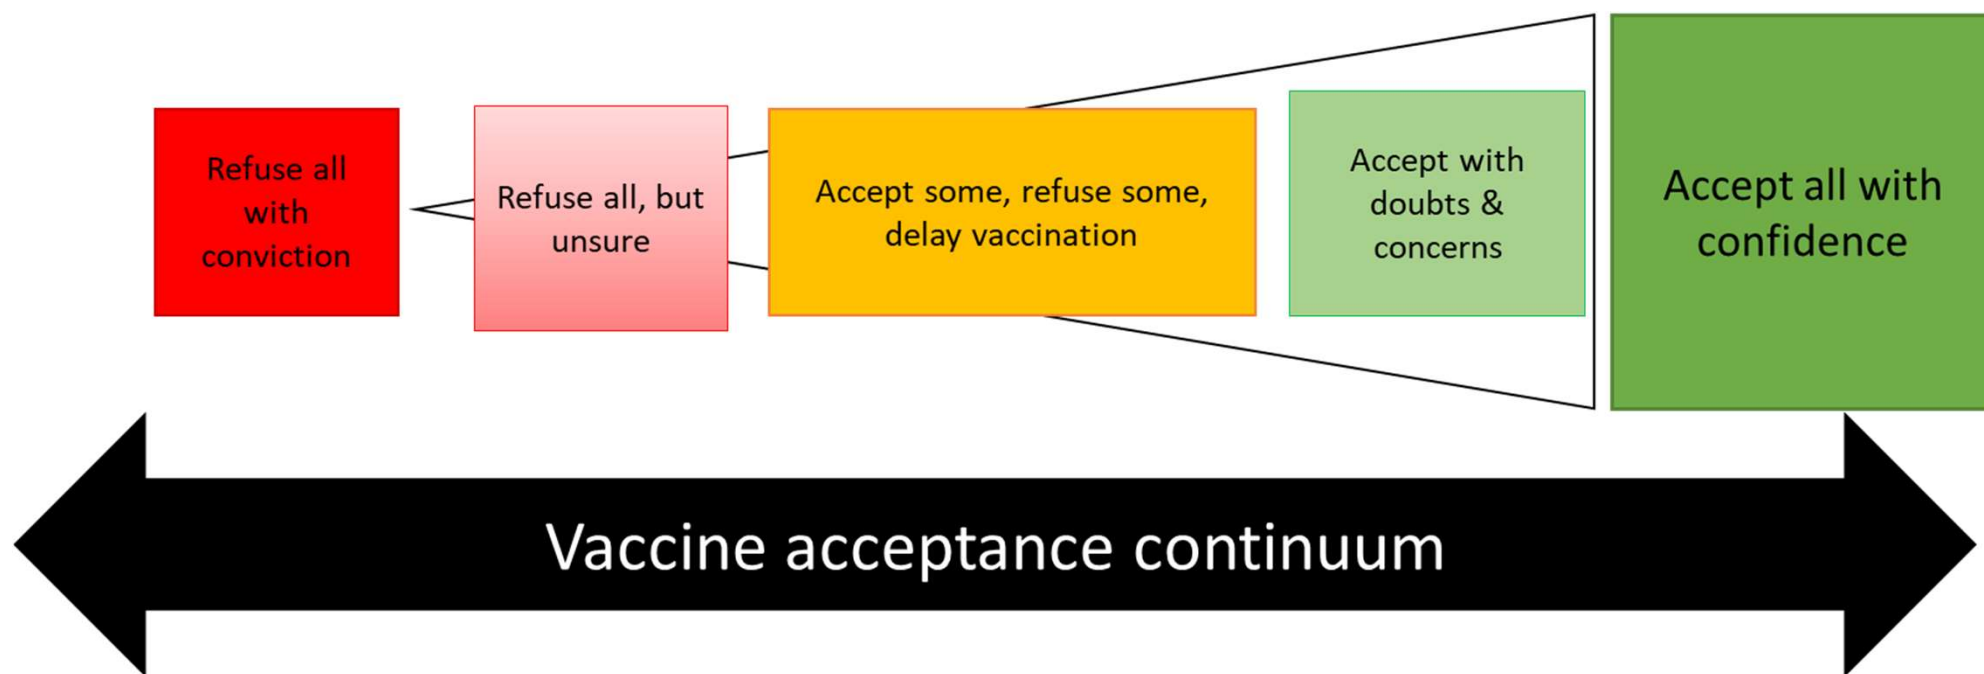 Refuse all
with
conviction
Refuse all, but
unsure
Accept some, refuse some,
delay vaccination
Accept with
doubts &
concerns
Accept all with
confidence
Vaccine acceptance continuum